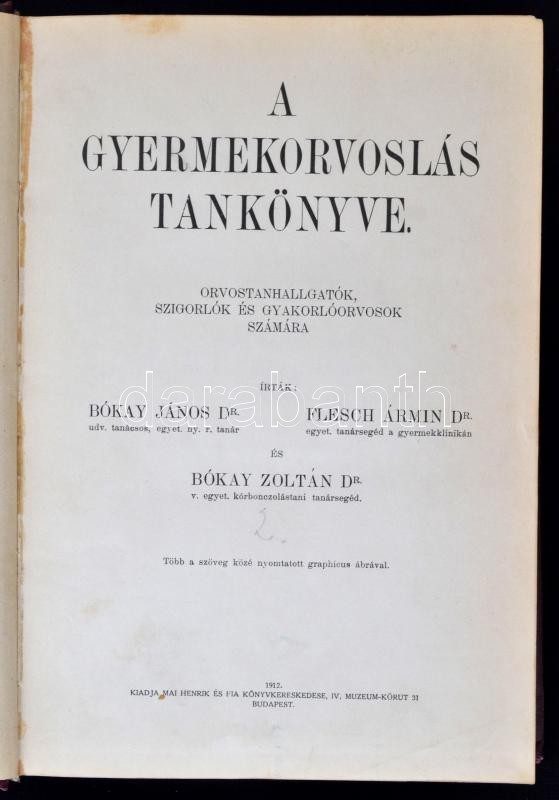 A
GYERMEKORVOSLÁS
TANKÖNYVE.
ORVOSTANHALLGATÓK,
SZIGORLÓK ÉS GYAKORLÓORVOSOK
SZÁMÁRA
ÍRTÁK:
BÓKAY JÁNOS DR.
udv. tanácsos, egyet. ny. r. tanár
FLESCH ÁRMIN DR.
egyet. tanársegéd a gyermekklinikán
ÉS
BÓKAY ZOLTÁN DR.
v. egyet. kórbonczolástani tanársegéd.
2.
Több a szöveg közé nyomtatott graphicus ábrával.
1912.
KIADJA MAI HENRIK ÉS FIA KÖNYVKERESKEDESE, IV, MUZEUM-KÖRUT 31
BUDAPEST.
darabanth